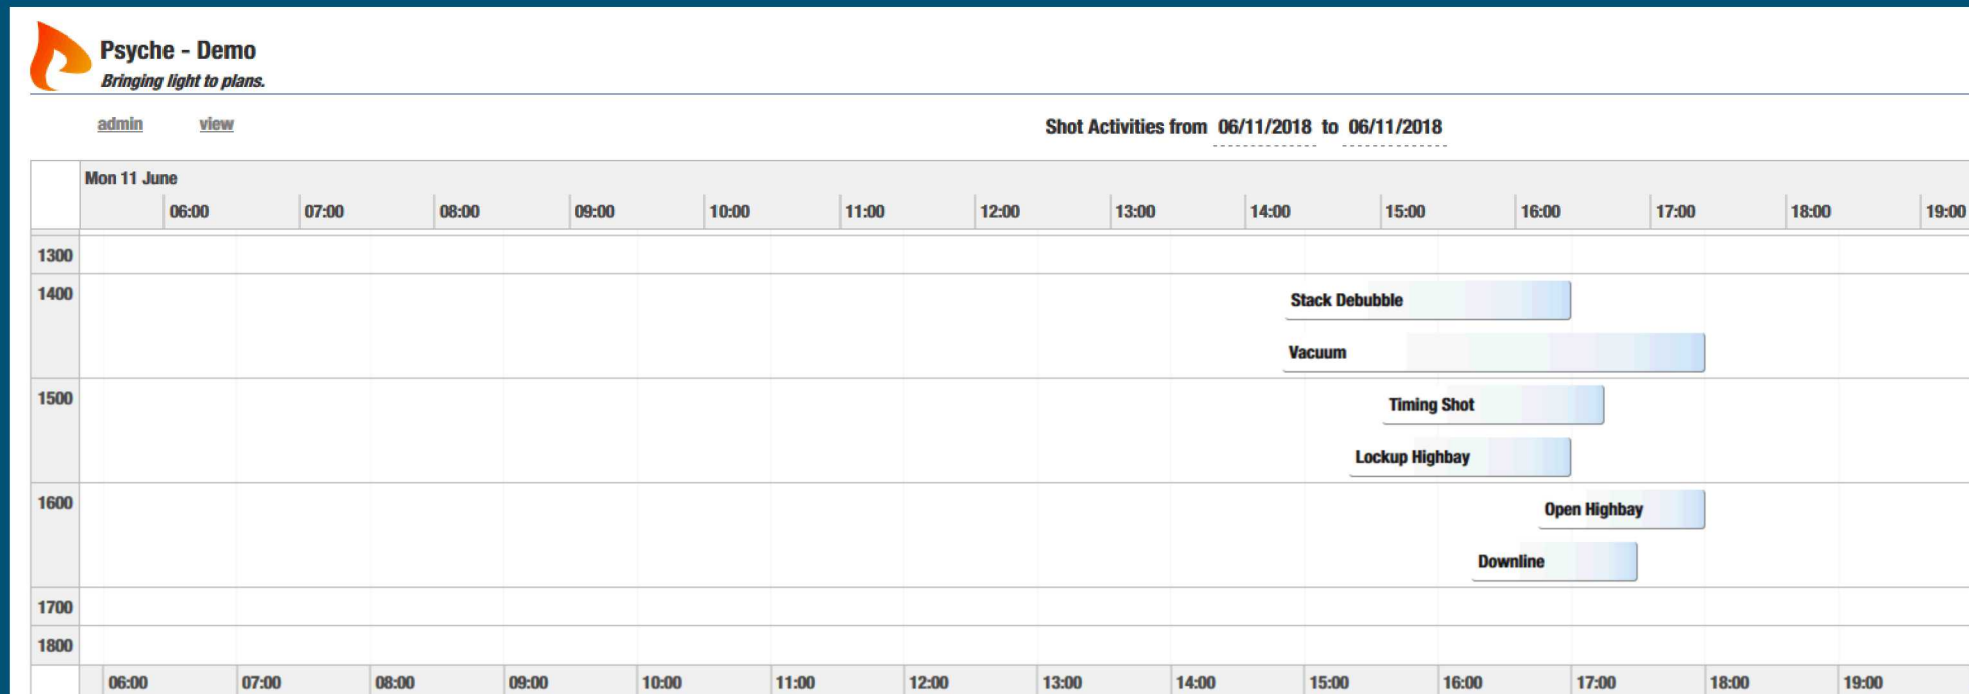 Psyche - Demo
Bringing light to plans.
admin view Shot Activities from 06/11/2018 to 06/11/2018
Mon 11 June
06:00 07:00 08:00 09:00 10:00 11:00 12:00 13:00 14:00 15:00 16:00 17:00 18:00 19:00
1300
1400 Stack Debubble
Vacuum
1500 Timing Shot
Lockup Highbay
1600 Open Highbay
Downline
1700
1800
06:00 07:00 08:00 09:00 10:00 11:00 12:00 13:00 14:00 15:00 16:00 17:00 18:00 19:00